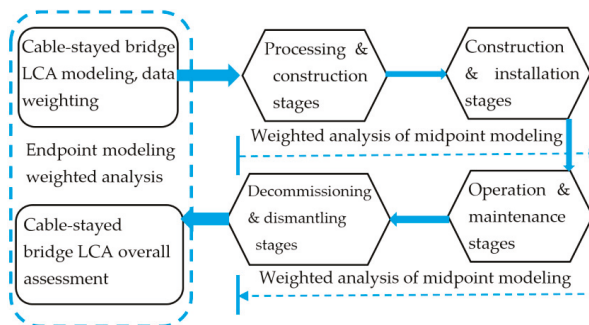 Cable-stayed bridge
LCA modeling, data
weighting
Processing &
construction
stages
Construction
& installation
stages
Weighted analysis of midpoint modeling
Endpoint modeling
weighted analysis
Cable-stayed
bridge LCA overall
assessment
Decommissioning
& dismantling
stages
Operation &
maintenance
stages
Weighted analysis of midpoint modeling